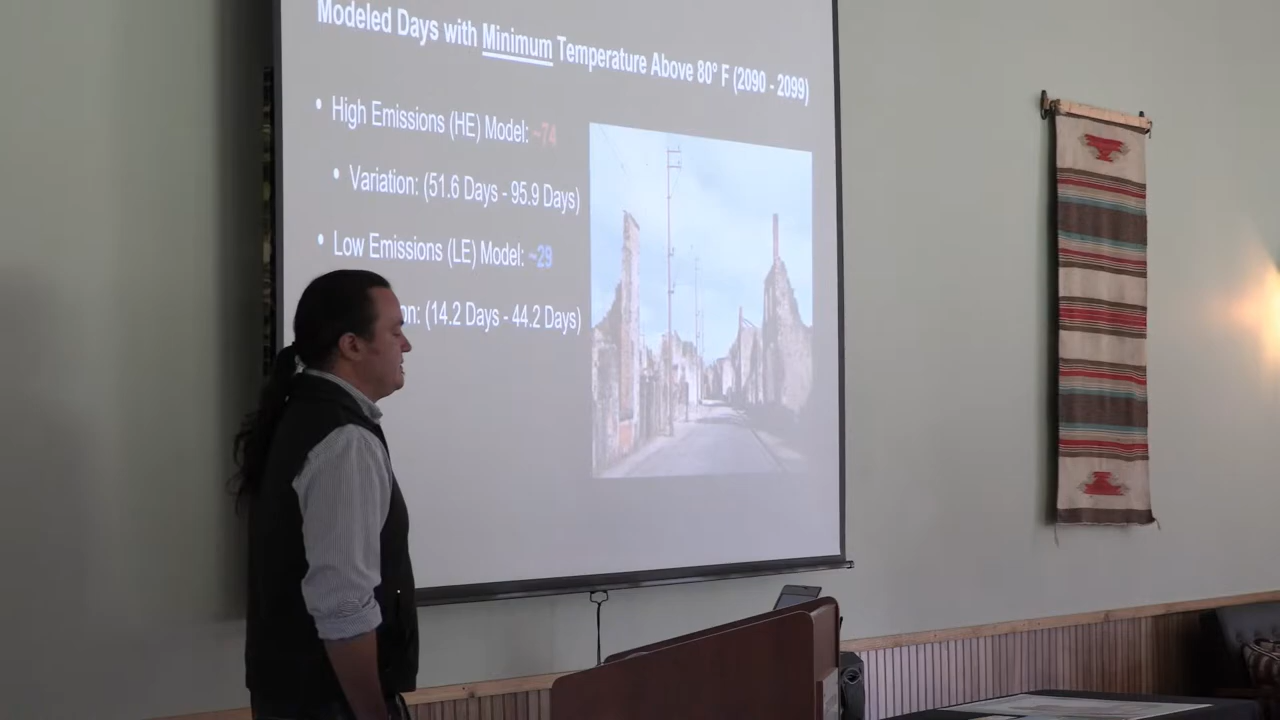 Modeled Days with Minimum Temperature Above 80° F (2090 - 2099)
• High Emissions (HE) Model: ~74
• Variation: (51.6 Days - 95.9 Days)
• Low Emissions (LE) Model: ~29
on: (14.2 Days - 44.2 Days)